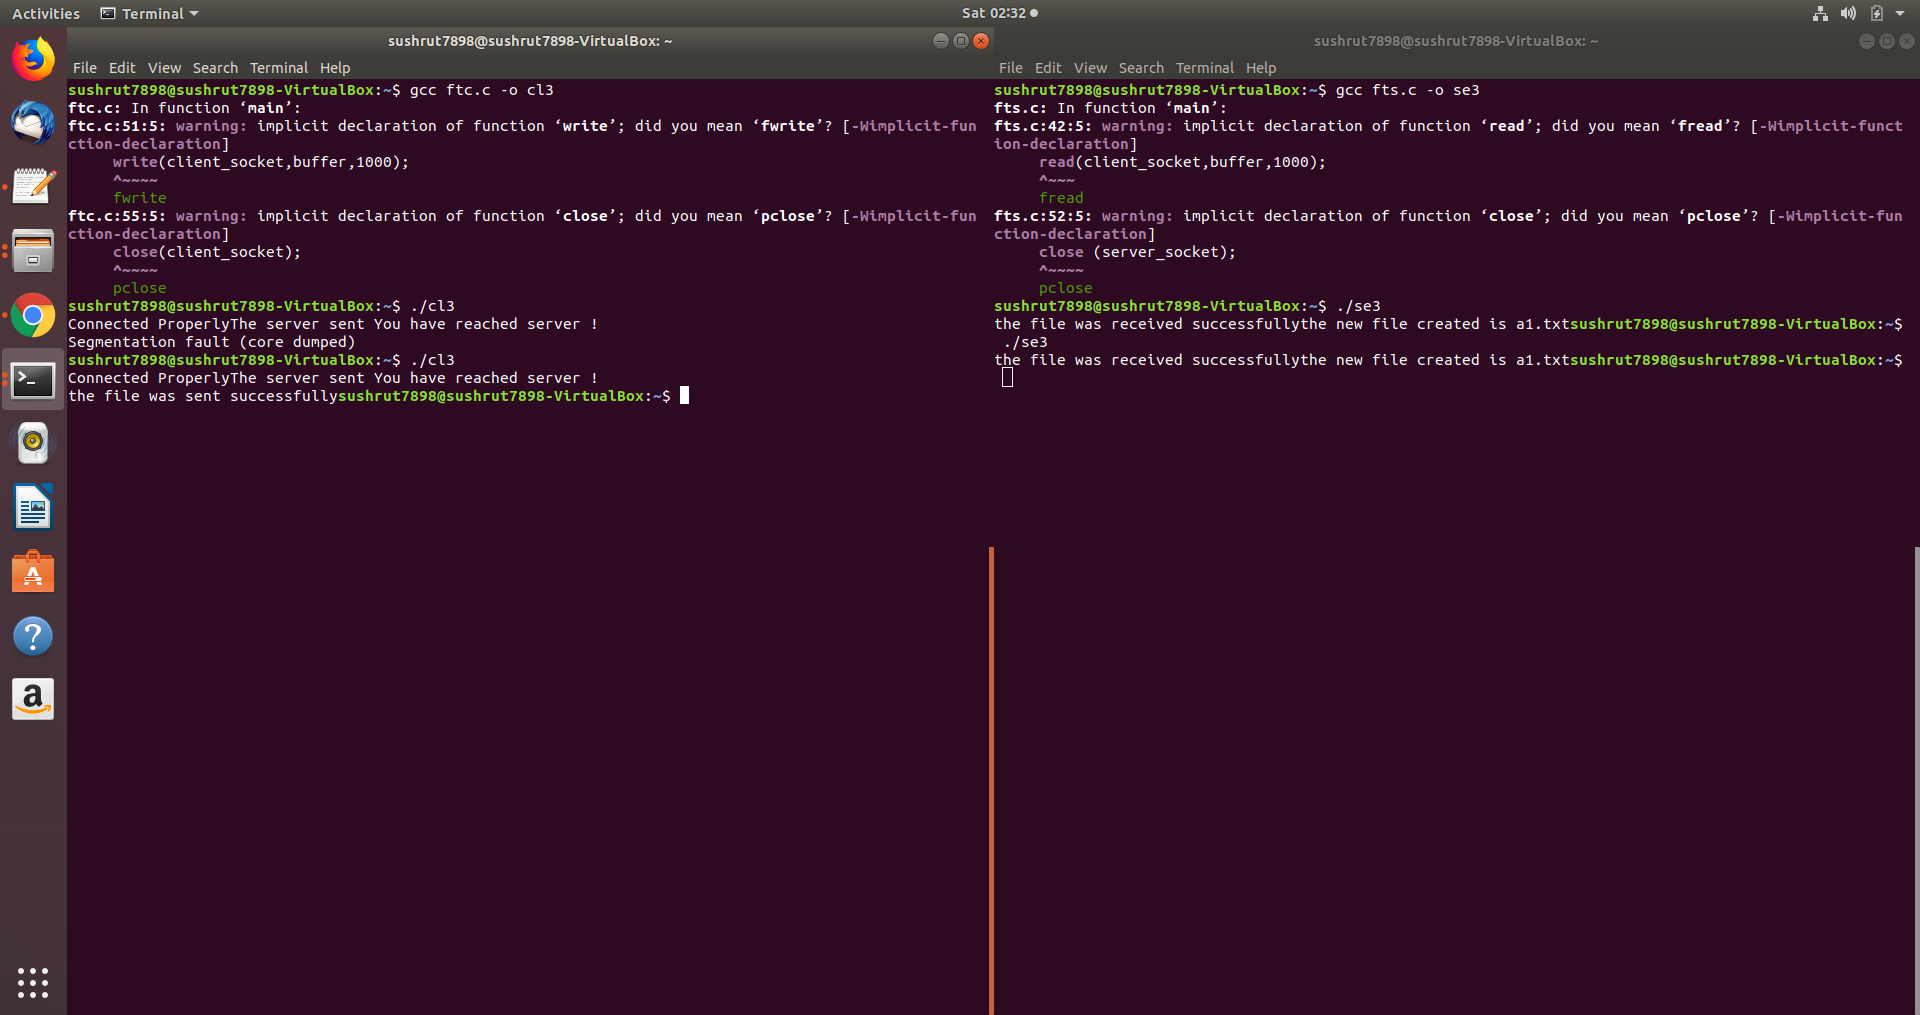 Activities Terminal Sat 02:32
sushrut7898@sushrut7898-VirtualBox: ~
File Edit View Search Terminal Help
sushrut7898@sushrut7898-VirtualBox:~$ gcc ftc.c -o cl3
ftc.c: In function ‘main’:
ftc.c:51:5: warning: implicit declaration of function ‘write’; did you mean ‘fwrite’? [-Wimplicit-fun
ction-declaration]
write(client_socket,buffer,1000);
^~~~~
fwrite
ftc.c:55:5: warning: implicit declaration of function ‘close’; did you mean ‘pclose’? [-Wimplicit-fun
ction-declaration]
close(client_socket);
^~~~~
pclose
sushrut7898@sushrut7898-VirtualBox:~$ ./cl3
Connected ProperlyThe server sent You have reached server !
Segmentation fault (core dumped)
sushrut7898@sushrut7898-VirtualBox:~$ ./cl3
Connected ProperlyThe server sent You have reached server !
the file was sent successfullysushrut7898@sushrut7898-VirtualBox:~$
sushrut7898@sushrut7898-VirtualBox: ~
File Edit View Search Terminal Help
sushrut7898@sushrut7898-VirtualBox:~$ gcc fts.c -o se3
fts.c: In function ‘main’:
fts.c:42:5: warning: implicit declaration of function ‘read’; did you mean ‘fread’? [-Wimplicit-funct
ion-declaration]
read(client_socket,buffer,1000);
^~~~
fread
fts.c:52:5: warning: implicit declaration of function ‘close’; did you mean ‘pclose’? [-Wimplicit-fun
ction-declaration]
close (server_socket);
^~~~~
pclose
sushrut7898@sushrut7898-VirtualBox:~$ ./se3
the file was received successfullythe new file created is a1.txtsushrut7898@sushrut7898-VirtualBox:~$
./se3
the file was received successfullythe new file created is a1.txtsushrut7898@sushrut7898-VirtualBox:~$